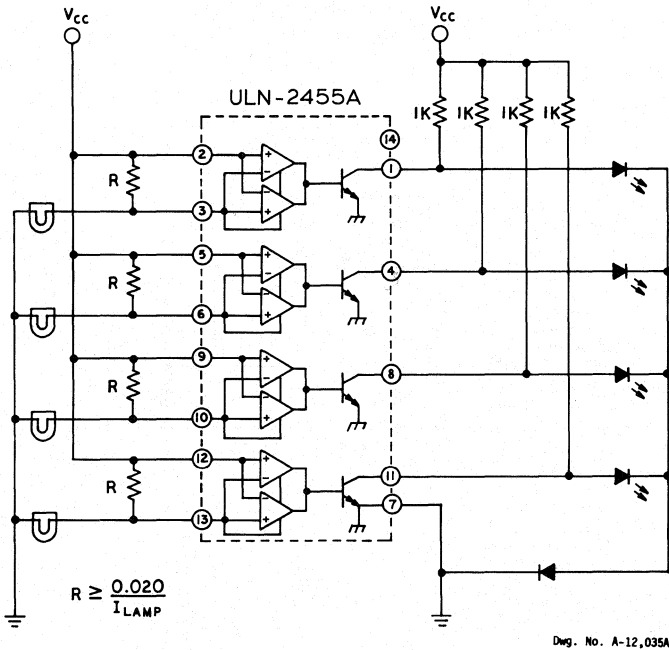 VCC
VCC
ULN-2455A
1K
1K
1K
1K
14
2
+
−
1
R
−
3
+
5
+
−
4
R
−
6
+
9
+
−
8
R
−
10
+
12
+
−
11
R
−
7
13
+
R ≥ 0.020
ILAMP
Dwg. No. A-12,035A